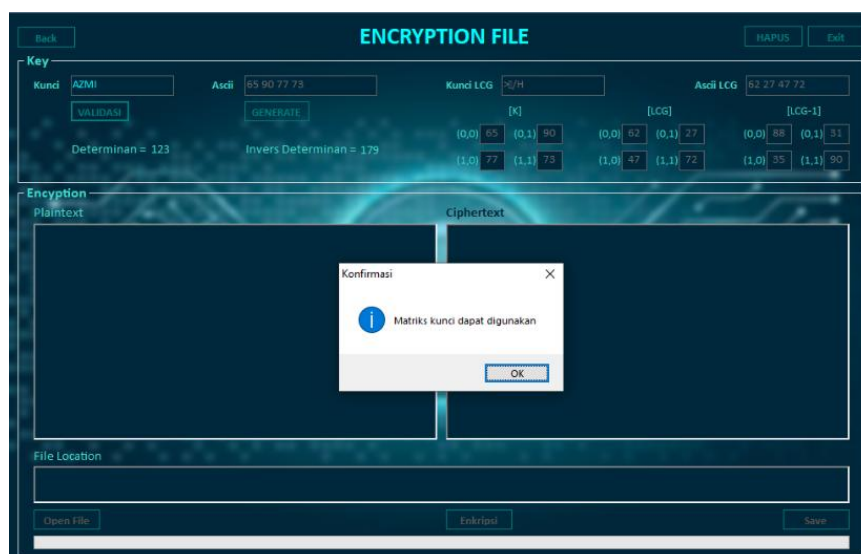 Back ENCRYPTION FILE HAPUS Exit
Key
Kunci AZMI Ascii 65 90 77 73 Kunci LCG >/H Ascii LCG 62 27 47 72
VALIDASI GENERATE [K] [LCG] [LCG-1]
(0,0) 65 (0,1) 90 (0,0) 62 (0,1) 27 (0,0) 88 (0,1) 31
Determinan = 123 Invers Determinan = 179
(1,0) 77 (1,1) 73 (1,0) 47 (1,1) 72 (1,0) 35 (1,1) 90
Encyption
Plaintext Ciphertext
Konfirmasi
Matriks kunci dapat digunakan
OK
File Location
Open File Enkripsi Save